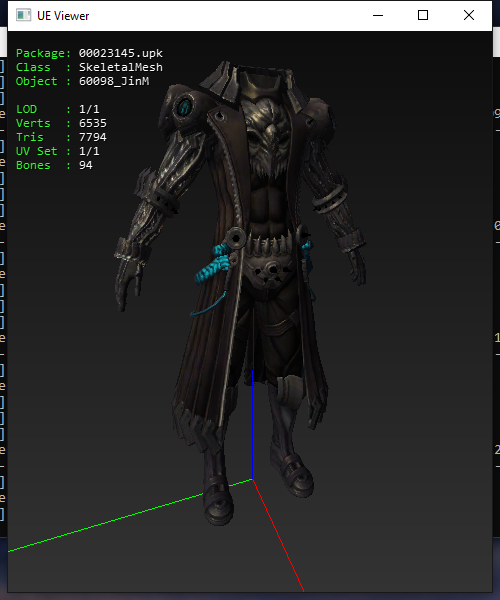 UE Viewer
Package: 00023145.upk
Class : SkeletalMesh
Object : 60098_JinM
LOD : 1/1
Verts : 6535
Tris : 7794
UV Set : 1/1
Bones : 94